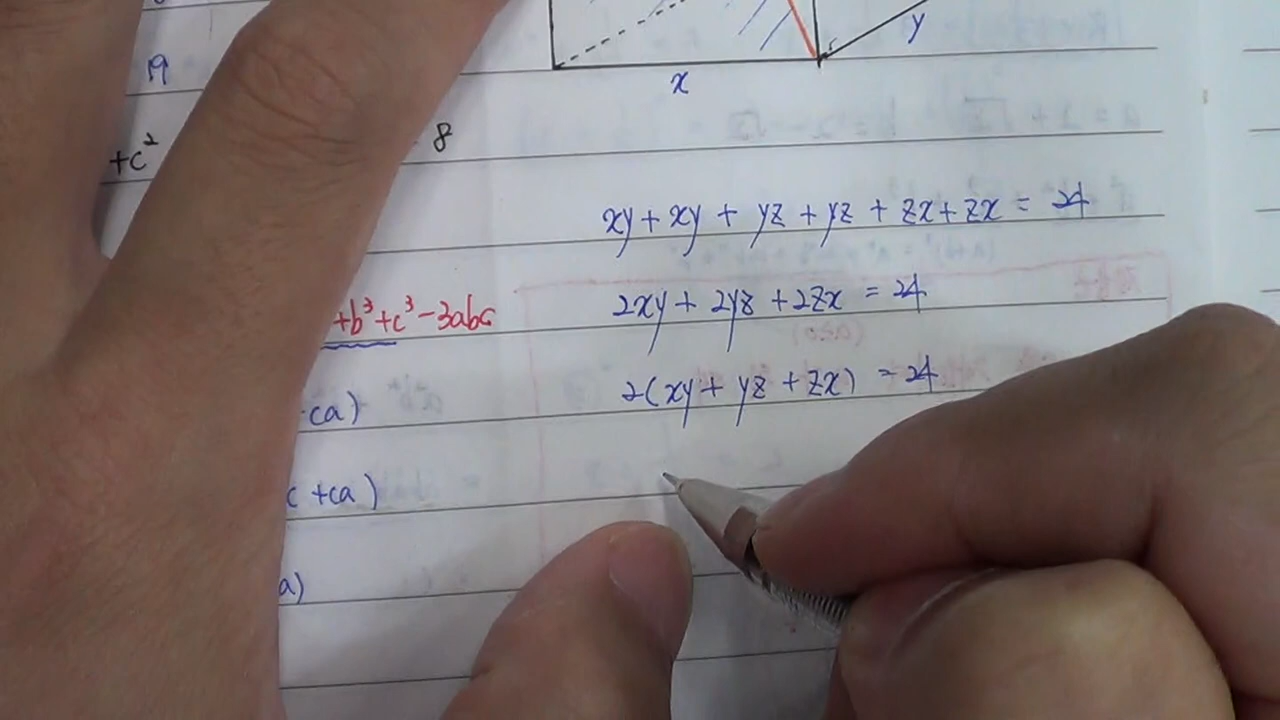 19
y
x
+c² 8
xy + xy + yz + yz + zx + zx = 24
+b³+c³-3abc
2xy + 2yz + 2zx = 24
ca)
2(xy + yz + zx) = 24
c +ca)
a)